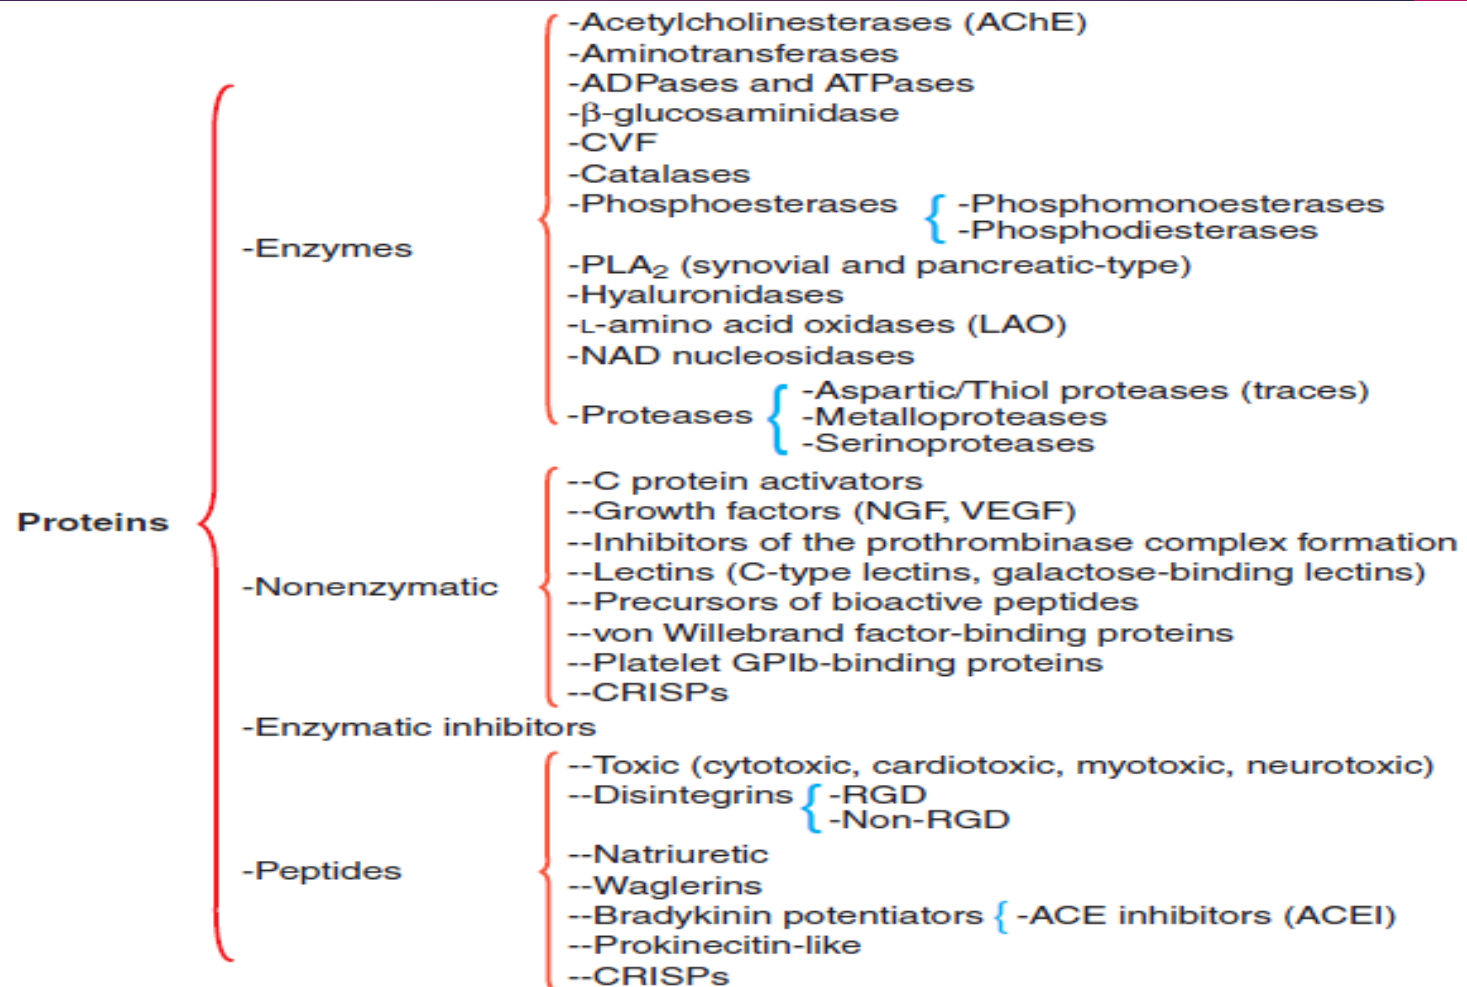 -Acetylcholinesterases (AChE)
-Aminotransferases
-ADPases and ATPases
-β-glucosaminidase
-CVF
-Catalases
-Phosphoesterases
-Phosphomonoesterases
-Phosphodiesterases
-Enzymes
-PLA₂ (synovial and pancreatic-type)
-Hyaluronidases
-L-amino acid oxidases (LAO)
-NAD nucleosidases
-Proteases
-Aspartic/Thiol proteases (traces)
-Metalloproteases
-Serinoproteases
Proteins
--C protein activators
--Growth factors (NGF, VEGF)
--Inhibitors of the prothrombinase complex formation
--Lectins (C-type lectins, galactose-binding lectins)
-Nonenzymatic
--Precursors of bioactive peptides
--von Willebrand factor-binding proteins
--Platelet GPIb-binding proteins
--CRISPs
-Enzymatic inhibitors
--Toxic (cytotoxic, cardiotoxic, myotoxic, neurotoxic)
--Disintegrins
-RGD
-Non-RGD
--Natriuretic
-Peptides
--Waglerins
--Bradykinin potentiators
-ACE inhibitors (ACEI)
--Prokinecitin-like
--CRISPs